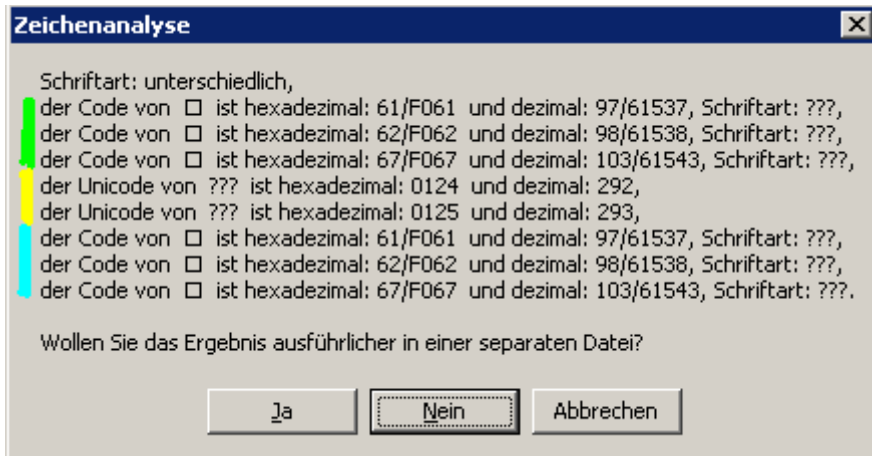 Zeichenanalyse
Schriftart: unterschiedlich,
der Code von □ ist hexadezimal: 61/F061 und dezimal: 97/61537, Schriftart: ???,
der Code von □ ist hexadezimal: 62/F062 und dezimal: 98/61538, Schriftart: ???,
der Code von □ ist hexadezimal: 67/F067 und dezimal: 103/61543, Schriftart: ???,
der Unicode von ??? ist hexadezimal: 0124 und dezimal: 292,
der Unicode von ??? ist hexadezimal: 0125 und dezimal: 293,
der Code von □ ist hexadezimal: 61/F061 und dezimal: 97/61537, Schriftart: ???,
der Code von □ ist hexadezimal: 62/F062 und dezimal: 98/61538, Schriftart: ???,
der Code von □ ist hexadezimal: 67/F067 und dezimal: 103/61543, Schriftart: ???.
Wollen Sie das Ergebnis ausführlicher in einer separaten Datei?
Ja Nein Abbrechen